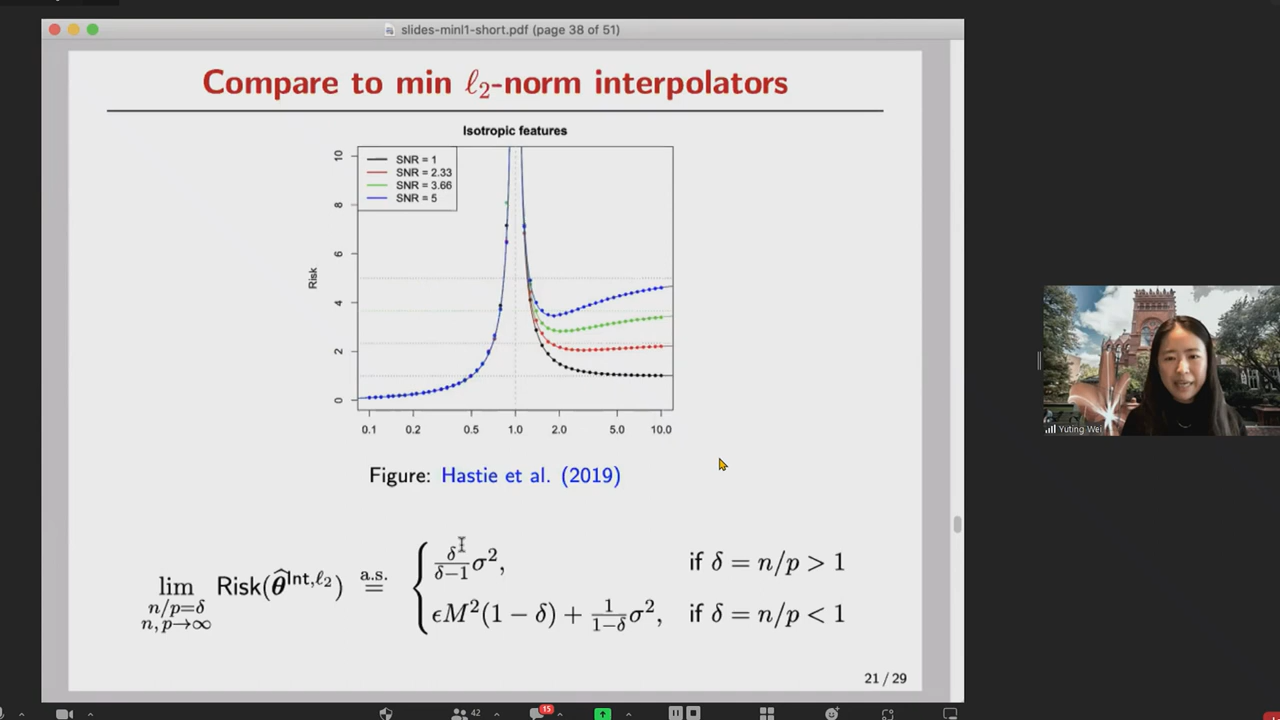 slides-minl1-short.pdf (page 38 of 51)
Compare to min ℓ₂-norm interpolators
Isotropic features
SNR = 1
SNR = 2.33
SNR = 3.66
SNR = 5
Risk
10
8
6
4
2
0
0.1 0.2 0.5 1.0 2.0 5.0 10.0
Figure: Hastie et al. (2019)
lim n/p=δ n,p→∞ Risk(θ̂^{Int,ℓ₂}) a.s. = { δ/(δ−1) σ², if δ = n/p > 1
ϵM²(1 − δ) + 1/(1−δ) σ², if δ = n/p < 1
21 / 29
Yuting Wei
42
15